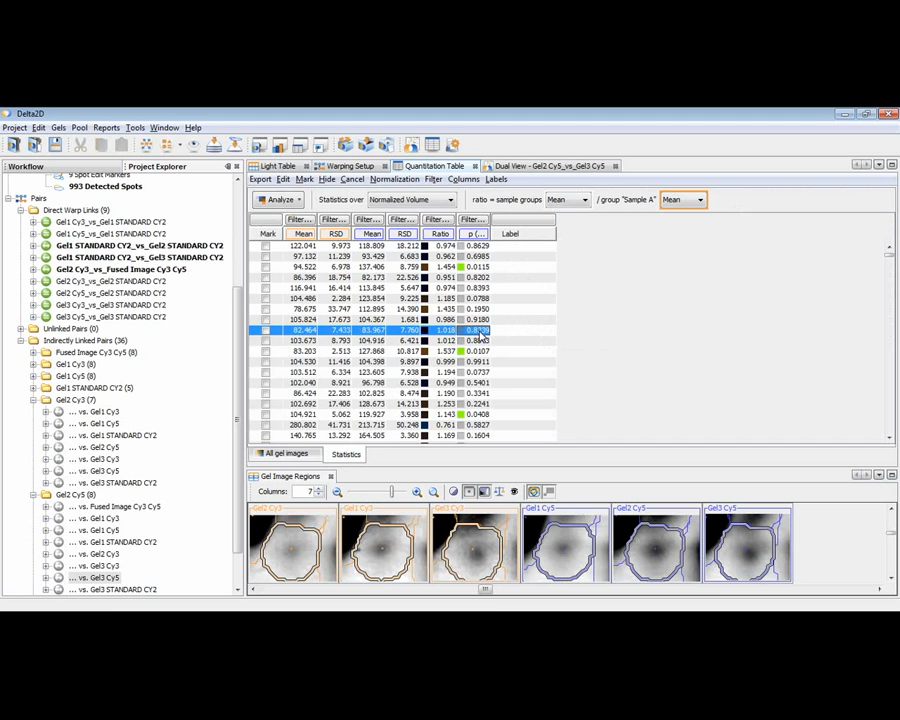 Delta2D
Project Edit Gels Pool Reports Tools Window Help
Workflow Project Explorer
Light Table Warping Setup Quantitation Table Dual View - Gel2 Cy5_vs_Gel3 Cy5
Export Edit Mark Hide Cancel Normalization Filter Columns Labels
Analyze Statistics over Normalized Volume ratio = sample groups Mean / group "Sample A" Mean
9 Spot Edit Markers
993 Detected Spots
Pairs
Direct Warp Links (9)
Gel1 Cy3_vs_Gel1 STANDARD CY2
Gel1 Cy5_vs_Gel1 STANDARD CY2
Gel1 STANDARD CY2_vs_Gel2 STANDARD CY2
Gel1 STANDARD CY2_vs_Gel3 STANDARD CY2
Gel2 Cy3_vs_Fused Image Cy3 Cy5
Gel2 Cy3_vs_Gel2 STANDARD CY2
Gel2 Cy5_vs_Gel2 STANDARD CY2
Gel3 Cy3_vs_Gel3 STANDARD CY2
Gel3 Cy5_vs_Gel3 STANDARD CY2
Unlinked Pairs (0)
Indirectly Linked Pairs (36)
Fused Image Cy3 Cy5 (8)
Gel1 Cy3 (8)
Gel1 Cy5 (8)
Gel1 STANDARD CY2 (5)
Gel2 Cy3 (7)
... vs. Gel1 Cy3
... vs. Gel1 Cy5
... vs. Gel1 STANDARD CY2
... vs. Gel2 Cy5
... vs. Gel3 Cy3
... vs. Gel3 Cy5
... vs. Gel3 STANDARD CY2
Gel2 Cy5 (8)
... vs. Fused Image Cy3 Cy5
... vs. Gel1 Cy3
... vs. Gel1 Cy5
... vs. Gel1 STANDARD CY2
... vs. Gel2 Cy3
... vs. Gel3 Cy3
... vs. Gel3 Cy5
... vs. Gel3 STANDARD CY2
Filter... Filter... Filter... Filter... Filter... Filter...
Mark Mean RSD Mean RSD Ratio p (... Label
122.041 9.973 118.809 18.212 0.974 0.8629
97.132 11.239 93.429 6.683 0.962 0.6985
94.522 6.978 137.406 8.759 1.454 0.0115
86.396 18.754 82.173 22.526 0.951 0.8202
116.941 16.414 113.845 5.647 0.974 0.8393
104.486 2.284 123.854 9.225 1.185 0.0788
78.675 33.747 112.895 14.390 1.435 0.1950
105.824 17.673 104.387 1.681 0.986 0.9180
82.464 7.433 83.967 7.760 1.018
103.673 8.793 104.916 6.421 1.012
83.203 2.513 127.868 10.817 1.537 0.0107
104.530 11.416 104.398 9.897 0.999 0.9911
103.512 6.334 123.605 7.938 1.194 0.0737
102.040 8.921 96.798 6.528 0.949 0.5401
86.424 22.283 102.825 8.474 1.190 0.3341
102.692 17.406 128.673 14.213 1.253 0.2241
104.921 5.062 119.927 3.958 1.143 0.0408
280.802 41.731 213.715 50.248 0.761 0.5827
140.765 13.292 164.505 3.360 1.169 0.1604
All gel images Statistics
Gel Image Regions
Columns: 7
Gel2 Cy3 Gel1 Cy3 Gel3 Cy3 Gel1 Cy5 Gel2 Cy5 Gel3 Cy5